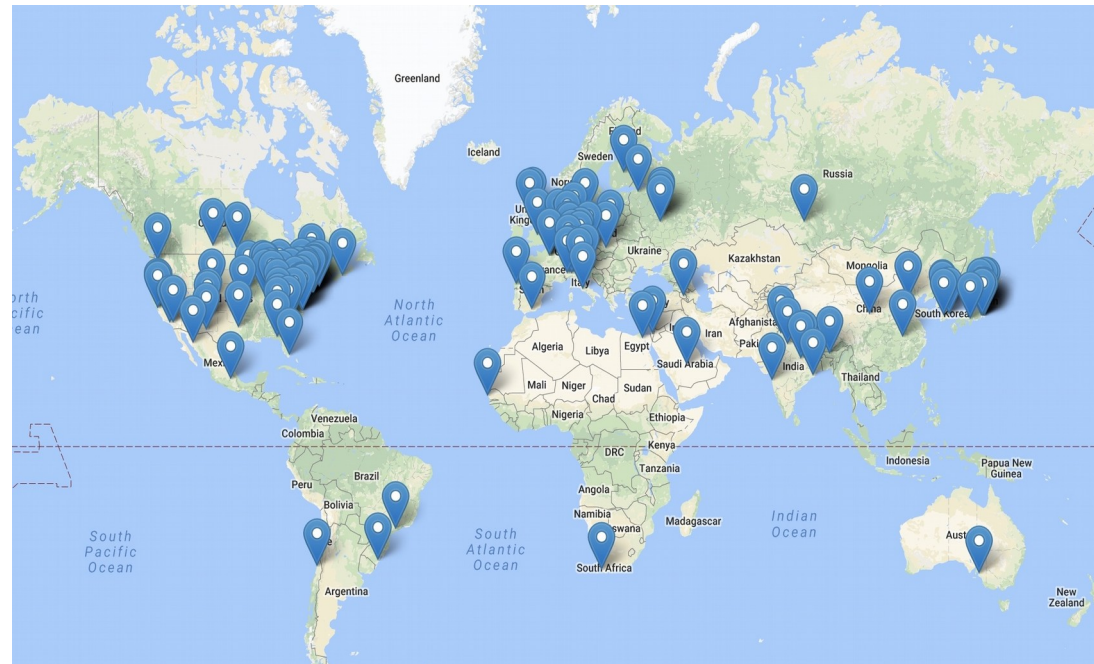 Greenland
Iceland
Sweden
Russia
Ukraine
Kazakhstan
Mongolia
North
Atlantic
Ocean
Italy
China
South Korea
Iran
Algeria
Libya
Egypt
Saudi Arabia
India
Thailand
Mali
Niger
Chad
Sudan
Nigeria
Ethiopia
Venezuela
Colombia
DRC
Kenya
Tanzania
Indonesia
Papua New
Guinea
Peru
Brazil
Bolivia
Angola
Namibia
Madagascar
South
Pacific
Ocean
South
Atlantic
Ocean
Indian
Ocean
South Africa
Argentina
New
Zealand